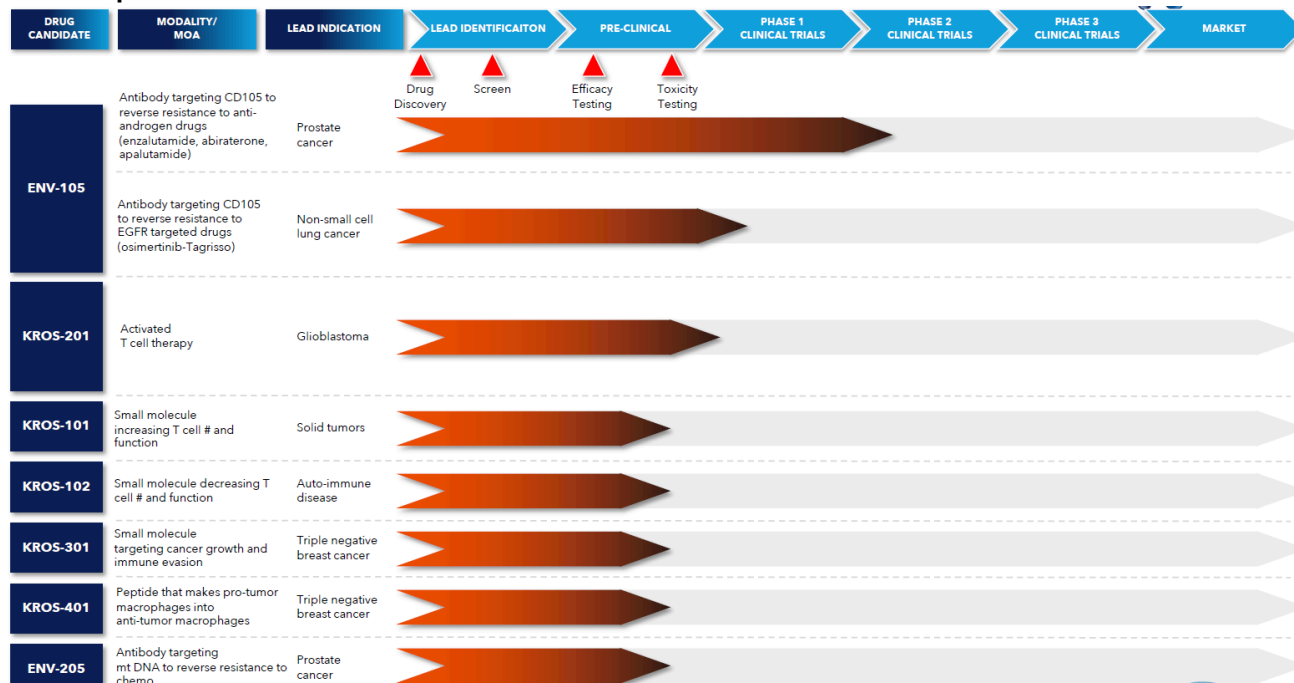 DRUG
CANDIDATE
MODALITY/
MOA
LEAD INDICATION
LEAD IDENTIFICAITON
PRE-CLINICAL
PHASE 1
CLINICAL TRIALS
PHASE 2
CLINICAL TRIALS
PHASE 3
CLINICAL TRIALS
MARKET
Drug
Discovery
Screen
Efficacy
Testing
Toxicity
Testing
ENV-105
Antibody targeting CD105 to
reverse resistance to anti-
androgen drugs
(enzalutamide, abiraterone,
apalutamide)
Prostate
cancer
Antibody targeting CD105
to reverse resistance to
EGFR targeted drugs
(osimertinib-Tagrisso)
Non-small cell
lung cancer
KROS-201
Activated
T cell therapy
Glioblastoma
KROS-101
Small molecule
increasing T cell # and
function
Solid tumors
KROS-102
Small molecule decreasing T
cell # and function
Auto-immune
disease
KROS-301
Small molecule
targeting cancer growth and
immune evasion
Triple negative
breast cancer
KROS-401
Peptide that makes pro-tumor
macrophages into
anti-tumor macrophages
Triple negative
breast cancer
ENV-205
Antibody targeting
mt DNA to reverse resistance to
chemo
Prostate
cancer